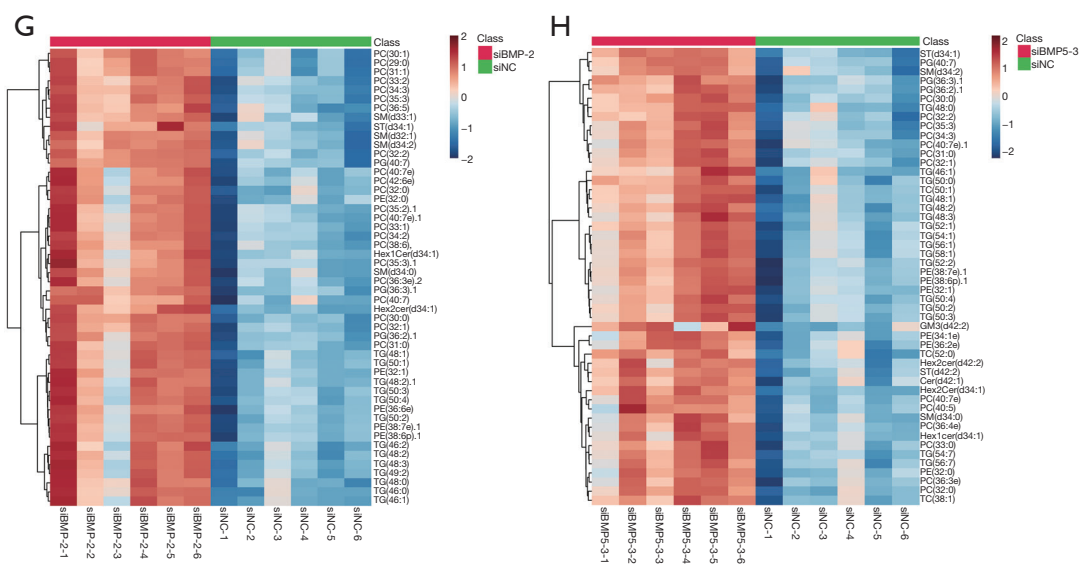 G
Class
PC(30:1)
PC(29:0)
PC(31:1)
PC(33:2)
PC(34:3)
PC(35:3)
PC(36:5)
SM(d33:1)
ST(d34:1)
SM(d32:1)
SM(d34:2)
PC(32:2)
PG(40:7)
PC(40:7e)
PC(42:6e)
PC(32:0)
PE(32:0)
PC(35:2).1
PC(40:7e).1
PC(33:1)
PC(34:2)
PC(38:6),
Hex1Cer(d34:1)
PC(35:3).1
SM(d34:0)
PC(36:3e).2
PG(36:3).1
PC(40:7)
Hex2cer(d34:1)
PC(30:0)
PC(32:1)
PG(36:2).1
PC(31:0)
TG(48:1)
TG(50:1)
PE(32:1)
TG(48:2).1
TG(50:3)
TG(50:4)
PE(36:6e)
TG(50:2)
PE(38:7e).1
PE(38:6p).1
TG(46:2)
TG(48:2)
TG(48:3)
TG(49:2)
TG(48:0)
TG(46:0)
TG(46:1)
siBMP-2-1
siBMP-2-2
siBMP-2-3
siBMP-2-4
siBMP-2-5
siBMP-2-6
siNC-1
siNC-2
siNC-3
siNC-4
siNC-5
siNC-6
2
1
0
−1
−2
Class
siBMP-2
siNC
H
Class
ST(d34:1)
PG(40:7)
SM(d34:2)
PG(36:3).1
PG(36:2).1
PC(30:0)
TG(48:0)
PC(32:2)
PC(35:3)
PC(34:3)
PC(40:7e).1
PC(31:0)
PC(32:1)
TG(46:1)
TG(50:0)
TG(50:1)
TG(48:1)
TG(48:2)
TG(48:3)
TG(52:1)
TG(54:1)
TG(56:1)
TG(58:1)
TG(52:2)
PE(38:7e).1
PE(38:6p).1
PE(32:1)
TG(50:4)
TG(50:2)
TG(50:3)
GM3(d42:2)
PE(34:1e)
PE(36:2e)
TC(52:0)
Hex2cer(d42:2)
ST(d42:2)
Cer(d42:1)
Hex2Cer(d34:1)
PC(40:7e)
PC(40:5)
SM(d34:0)
PC(36:4e)
Hex1cer(d34:1)
PC(33:0)
TG(54:7)
TG(56:7)
PE(32:0)
PC(36:3e)
PC(32:0)
TC(38:1)
siBMP5-3-1
siBMP5-3-2
siBMP5-3-3
siBMP5-3-4
siBMP5-3-5
siBMP5-3-6
siNC-1
siNC-2
siNC-3
siNC-4
siNC-5
siNC-6
2
1
0
−1
−2
Class
siBMP5-3
siNC